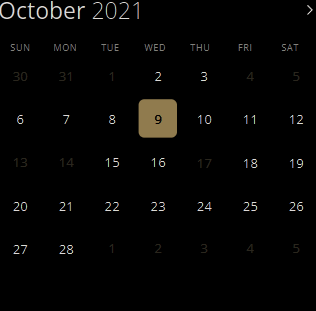 October 2021
SUN MON TUE WED THU FRI SAT
30 31 1 2 3 4 5
6 7 8 9 10 11 12
13 14 15 16 17 18 19
20 21 22 23 24 25 26
27 28 1 2 3 4 5